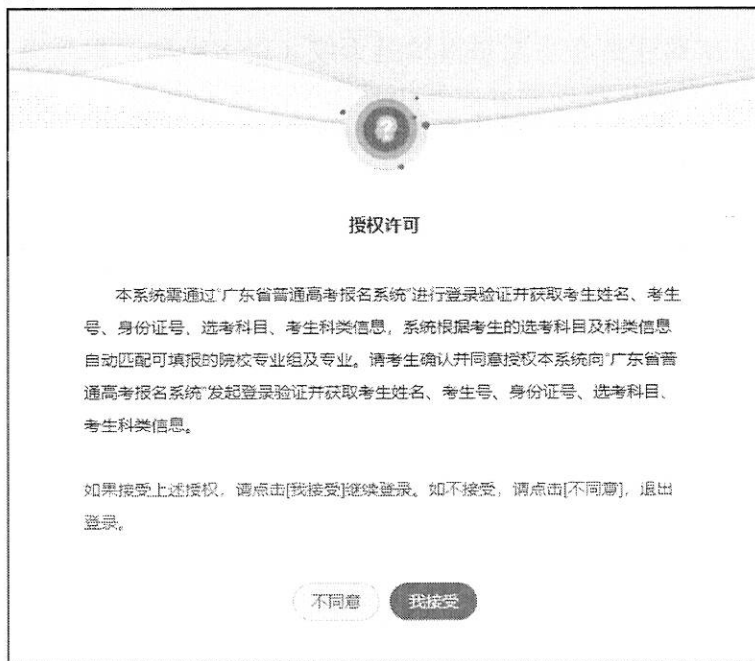 授权许可
本系统需通过“广东省普通高考报名系统”进行登录验证并获取考生姓名、考生
号、身份证号、选考科目、考生科类信息，系统根据考生的选考科目及科类信息
自动匹配可填报的院校专业组及专业。请考生确认并同意授权本系统向“广东省普
通高考报名系统”发起登录验证并获取考生姓名、考生号、身份证号、选考科目、
考生科类信息。
如果接受上述授权，请点击[我接受]继续登录。如不接受，请点击[不同意]，退出
登录。
不同意 我接受